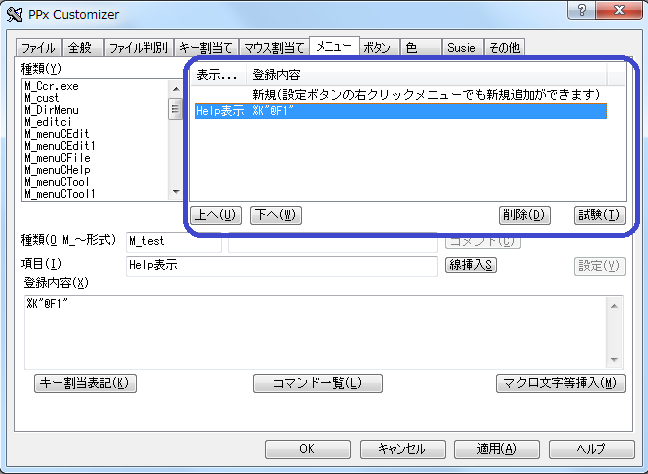 PPx Customizer
ファイル 全般 ファイル判別 キー割当て マウス割当て メニュー ボタン 色 Susie その他
種類(Y)
M_Ccr.exe
M_cust
M_DirMenu
M_editci
M_menuCEdit
M_menuCEdit1
M_menuCFile
M_menuCHelp
M_menuCTool
M_menuCTool1
表示... 登録内容
新規(設定ボタンの右クリックメニューでも新規追加ができます)
Help表示 %K"@F1"
上へ(U) 下へ(W) 削除(D) 試験(T)
種類(Q M_～形式) M_test コメント(C)
項目(I) Help表示 線挿入S 設定(V)
登録内容(X)
%K"@F1"
キー割当表記(K) コマンド一覧(L) マクロ文字等挿入(M)
OK キャンセル 適用(A) ヘルプ